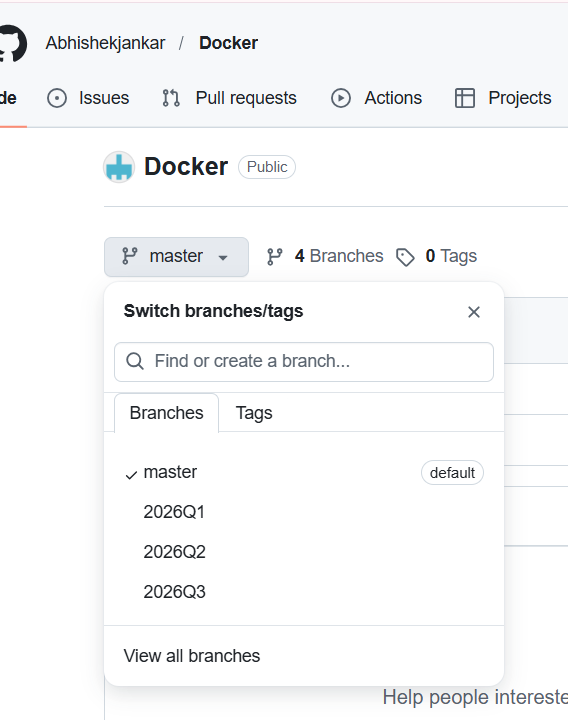 Abhishekjankar / Docker
de Issues Pull requests Actions Projects
Docker Public
master 4 Branches 0 Tags
Switch branches/tags
Find or create a branch...
Branches Tags
master default
2026Q1
2026Q2
2026Q3
View all branches
Help people intereste